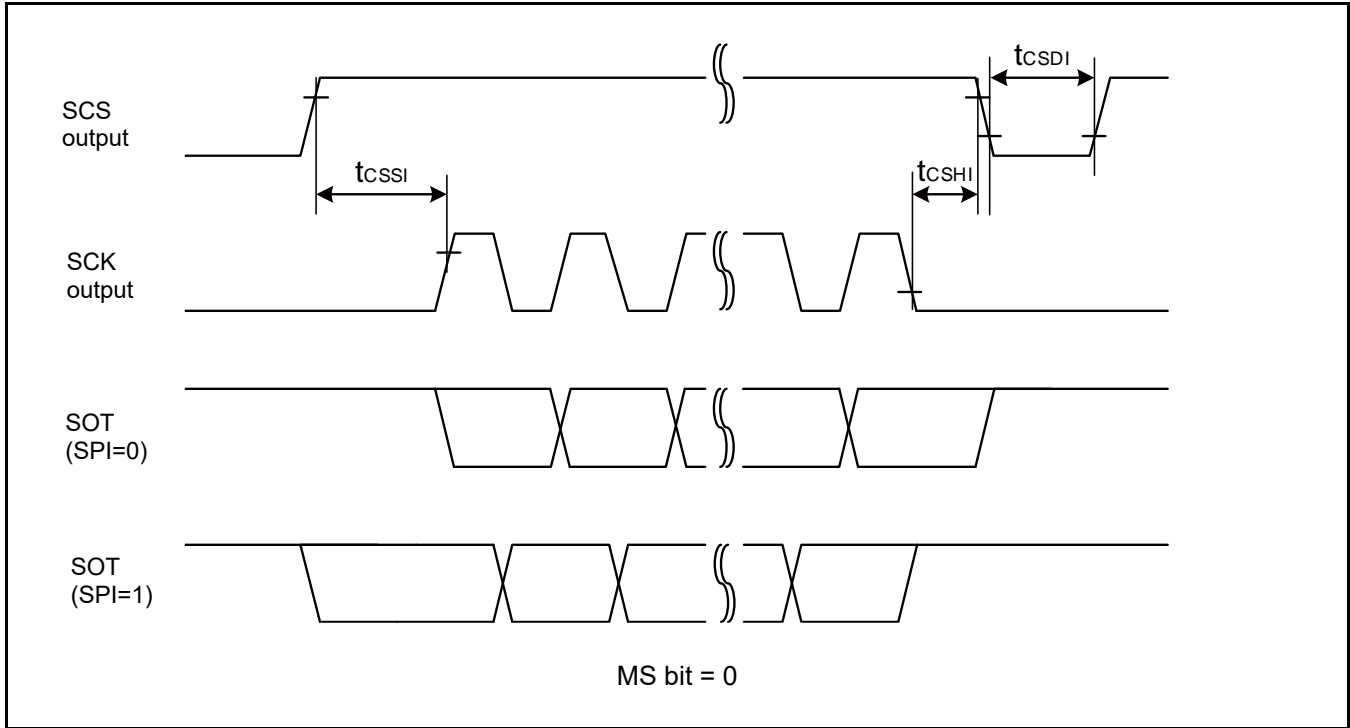 tCSDI
SCS
output
tCSSI
tCSHI
SCK
output
SOT
(SPI=0)
SOT
(SPI=1)
MS bit = 0